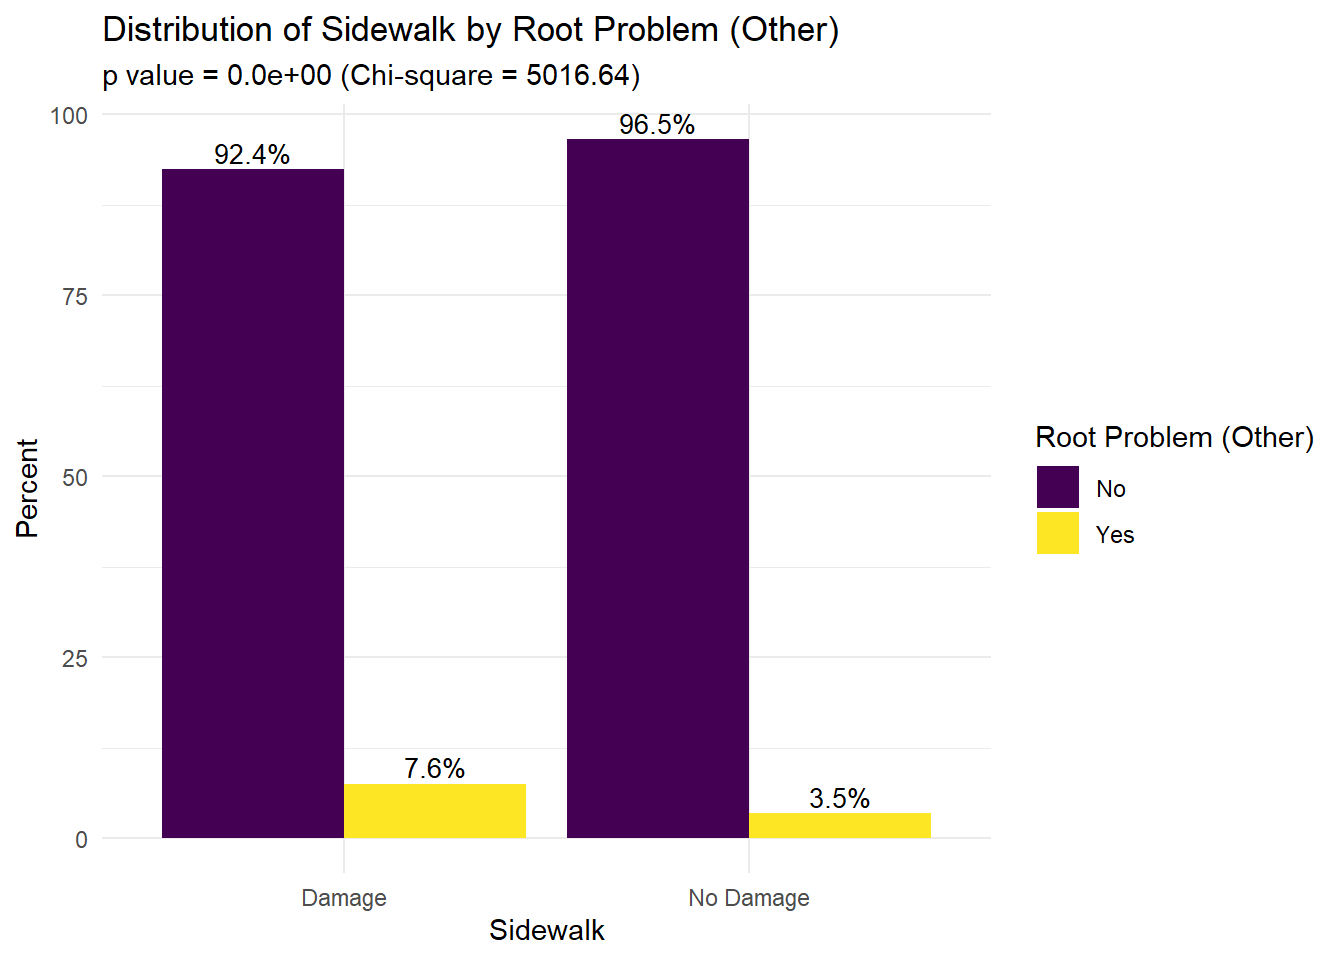 Distribution of Sidewalk by Root Problem (Other)
p value = 0.0e+00 (Chi-square = 5016.64)
100
75
50
25
0
Percent
92.4%
7.6%
96.5%
3.5%
Damage
No Damage
Sidewalk
Root Problem (Other)
No
Yes